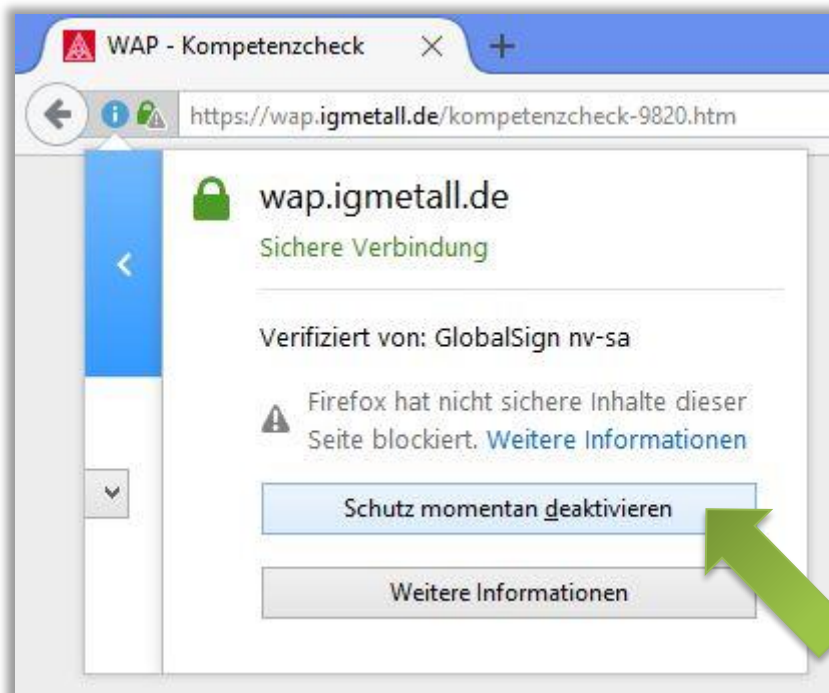 WAP - Kompetenzcheck
https://wap.igmetall.de/kompetenzcheck-9820.htm
wap.igmetall.de
Sichere Verbindung
Verifiziert von: GlobalSign nv-sa
Firefox hat nicht sichere Inhalte dieser
Seite blockiert. Weitere Informationen
Schutz momentan deaktivieren
Weitere Informationen